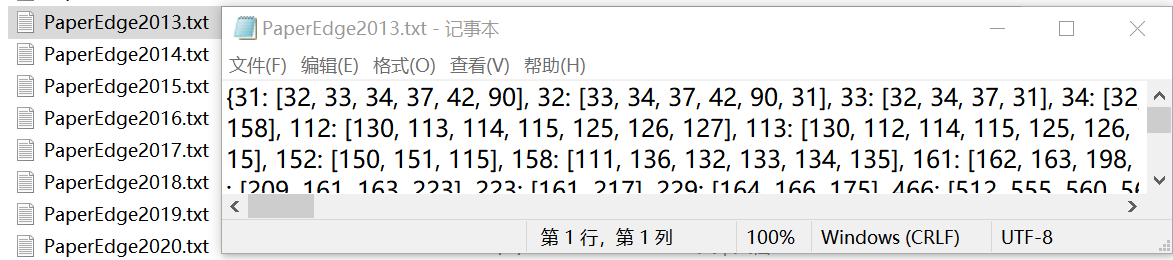 PaperEdge2013.txt
PaperEdge2014.txt
PaperEdge2015.txt
PaperEdge2016.txt
PaperEdge2017.txt
PaperEdge2018.txt
PaperEdge2019.txt
PaperEdge2020.txt
PaperEdge2013.txt - 记事本
文件(F) 编辑(E) 格式(O) 查看(V) 帮助(H)
{31: [32, 33, 34, 37, 42, 90], 32: [33, 34, 37, 42, 90, 31], 33: [32, 34, 37, 31], 34: [32,
158], 112: [130, 113, 114, 115, 125, 126, 127], 113: [130, 112, 114, 115, 125, 126,
15], 152: [150, 151, 115], 158: [111, 136, 132, 133, 134, 135], 161: [162, 163, 198,
: [209, 161, 163, 223], 223: [161, 217], 229: [164, 166, 175], 466: [512, 555, 560,
第 1 行，第 1 列 100% Windows (CRLF) UTF-8